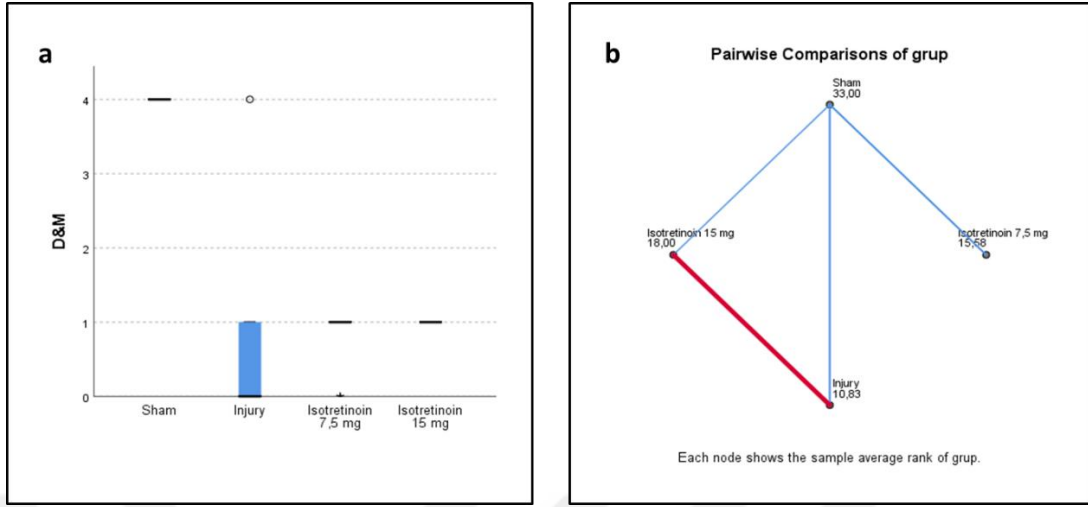 a
D&M
4
3
2
1
0
Sham
Injury
Isotretinoin
7,5 mg
Isotretinoin
15 mg
b
Pairwise Comparisons of grup
Sham
33,00
Isotretinoin 15 mg
18,00
Isotretinoin 7,5 mg
15,58
Injury
10,83
Each node shows the sample average rank of grup.